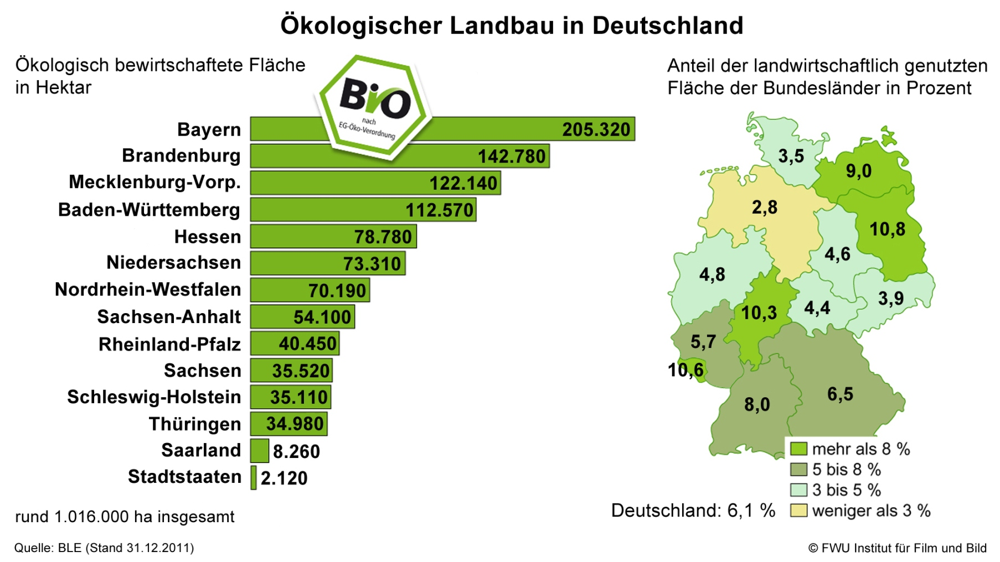 Ökologischer Landbau in Deutschland
Ökologisch bewirtschaftete Fläche
in Hektar
Bio
nach
EG-Öko-Verordnung
Bayern 205.320
Brandenburg 142.780
Mecklenburg-Vorp. 122.140
Baden-Württemberg 112.570
Hessen 78.780
Niedersachsen 73.310
Nordrhein-Westfalen 70.190
Sachsen-Anhalt 54.100
Rheinland-Pfalz 40.450
Sachsen 35.520
Schleswig-Holstein 35.110
Thüringen 34.980
Saarland 8.260
Stadtstaaten 2.120
rund 1.016.000 ha insgesamt
Quelle: BLE (Stand 31.12.2011)
Anteil der landwirtschaftlich genutzten
Fläche der Bundesländer in Prozent
3,5
9,0
2,8
10,8
4,6
4,8
3,9
4,4
10,3
5,7
10,6
6,5
8,0
mehr als 8 %
5 bis 8 %
3 bis 5 %
weniger als 3 %
Deutschland: 6,1 %
© FWU Institut für Film und Bild